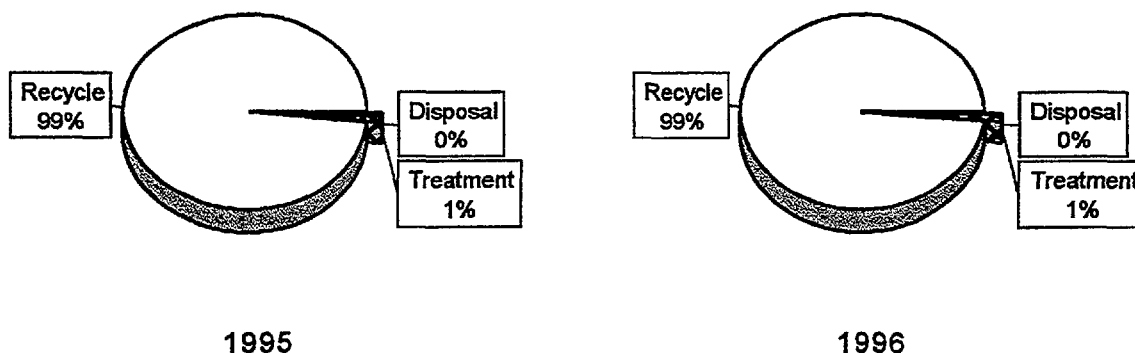 Recycle
99%
Disposal
0%
Treatment
1%
1995
Recycle
99%
Disposal
0%
Treatment
1%
1996